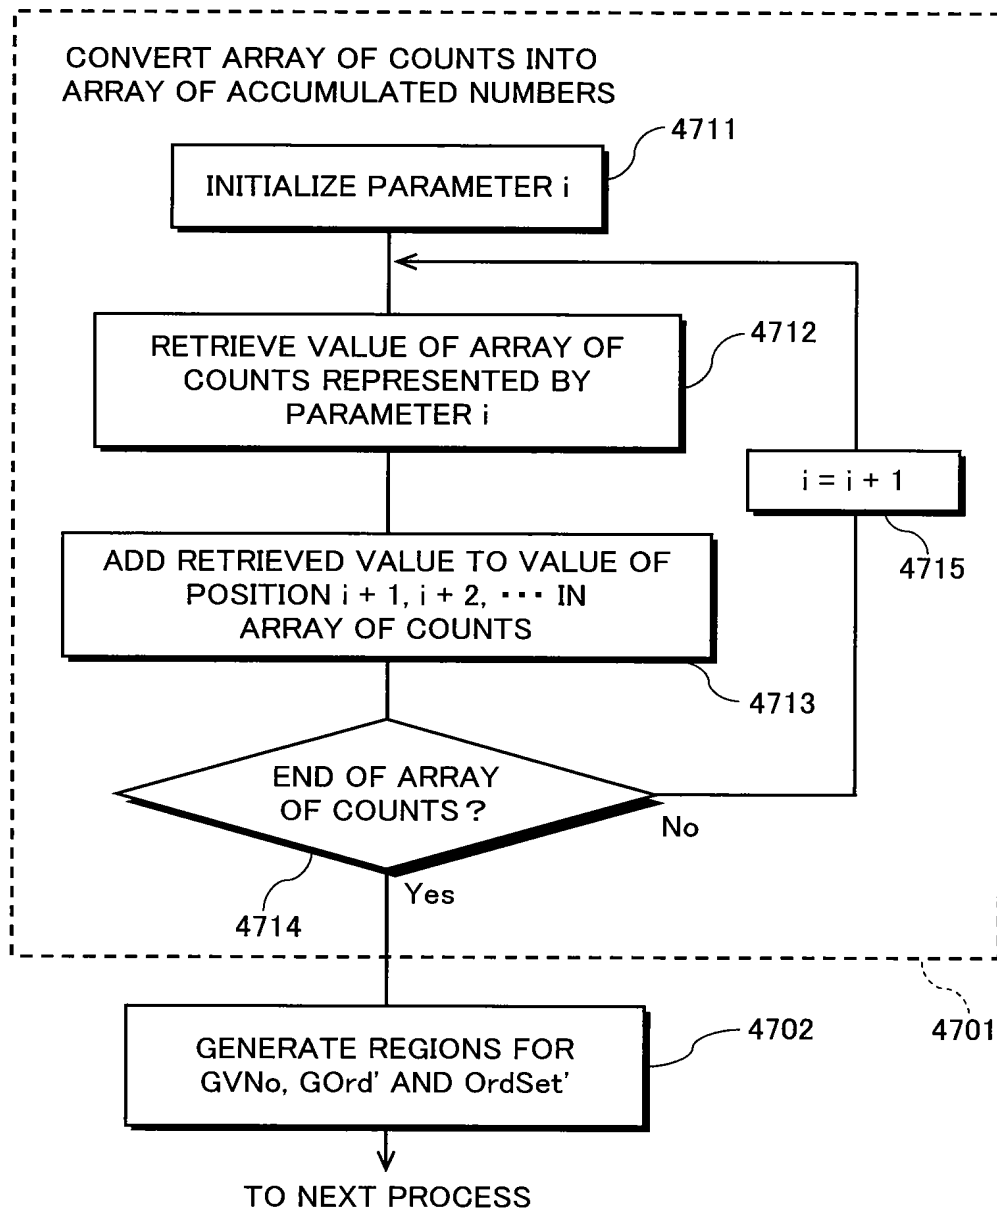 CONVERT ARRAY OF COUNTS INTO
ARRAY OF ACCUMULATED NUMBERS
4711
INITIALIZE PARAMETER i
RETRIEVE VALUE OF ARRAY OF
COUNTS REPRESENTED BY
PARAMETER i
4712
i = i + 1
4715
ADD RETRIEVED VALUE TO VALUE OF
POSITION i + 1, i + 2, ··· IN
ARRAY OF COUNTS
4713
END OF ARRAY
OF COUNTS ?
No
Yes
4714
4701
GENERATE REGIONS FOR
GVNo, GOrd' AND OrdSet'
4702
TO NEXT PROCESS